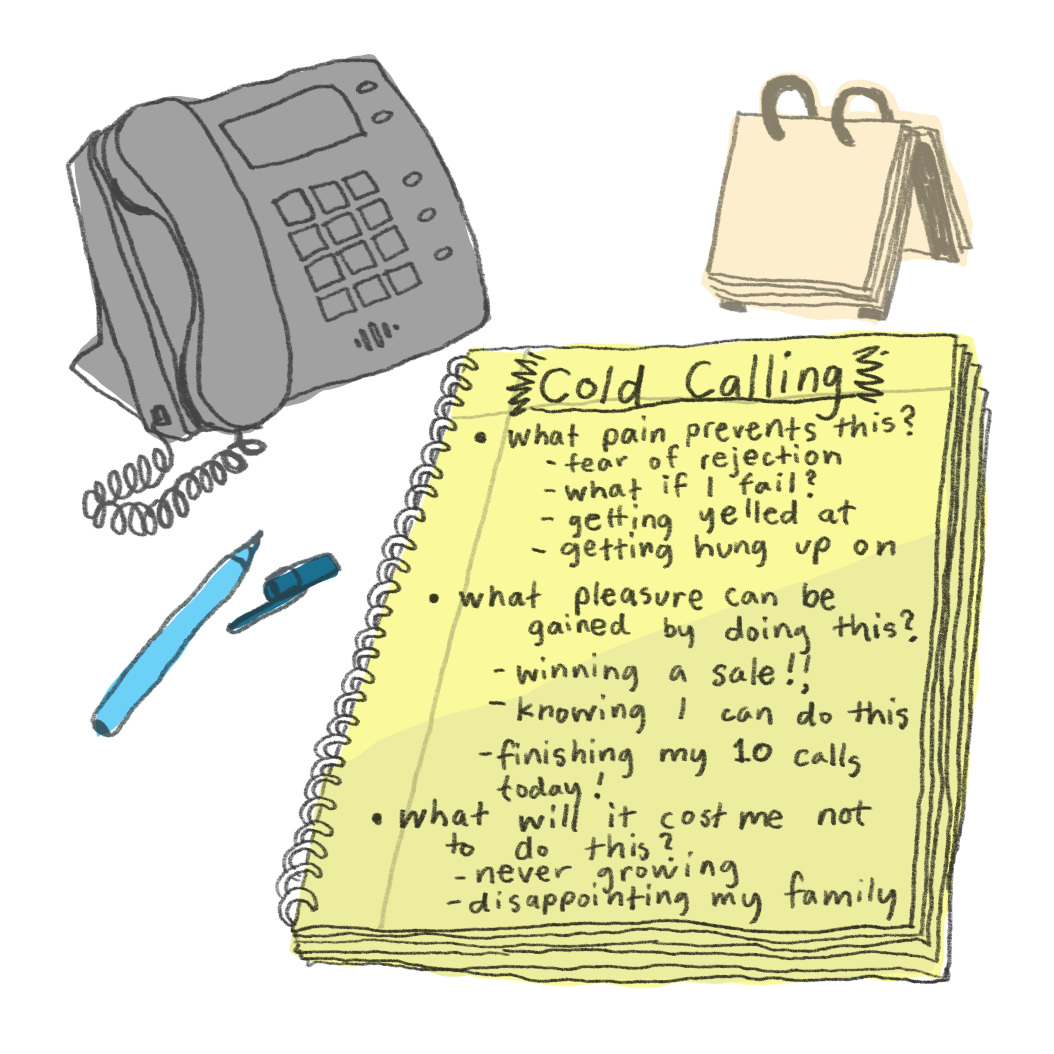 Cold Calling
• what pain prevents this?
- fear of rejection
- what if I fail?
- getting yelled at
- getting hung up on
• what pleasure can be
gained by doing this?
- winning a sale!!
- knowing I can do this
- finishing my 10 calls
today!
• what will it cost me not
to do this?
- never growing
- disappointing my family